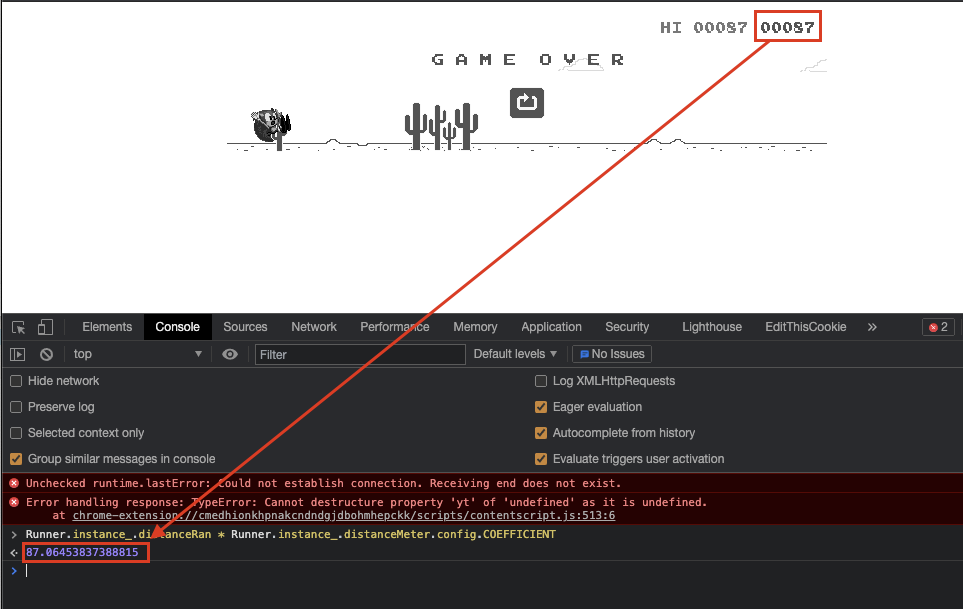 HI 00087 00087
GAME OVER
Elements Console Sources Network Performance Memory Application Security Lighthouse EditThisCookie » 2
top ▼ Filter Default levels ▼ No Issues
Hide network Log XMLHttpRequests
Preserve log Eager evaluation
Selected context only Autocomplete from history
Group similar messages in console Evaluate triggers user activation
Unchecked runtime.lastError: Could not establish connection. Receiving end does not exist.
Error handling response: TypeError: Cannot destructure property 'yt' of 'undefined' as it is undefined.
at chrome-extension://cmedhionkhpnakcndndgjdbohmhepckk/scripts/contentscript.js:513:6
> Runner.instance_.distanceRan * Runner.instance_.distanceMeter.config.COEFFICIENT
87.06453837388815
>